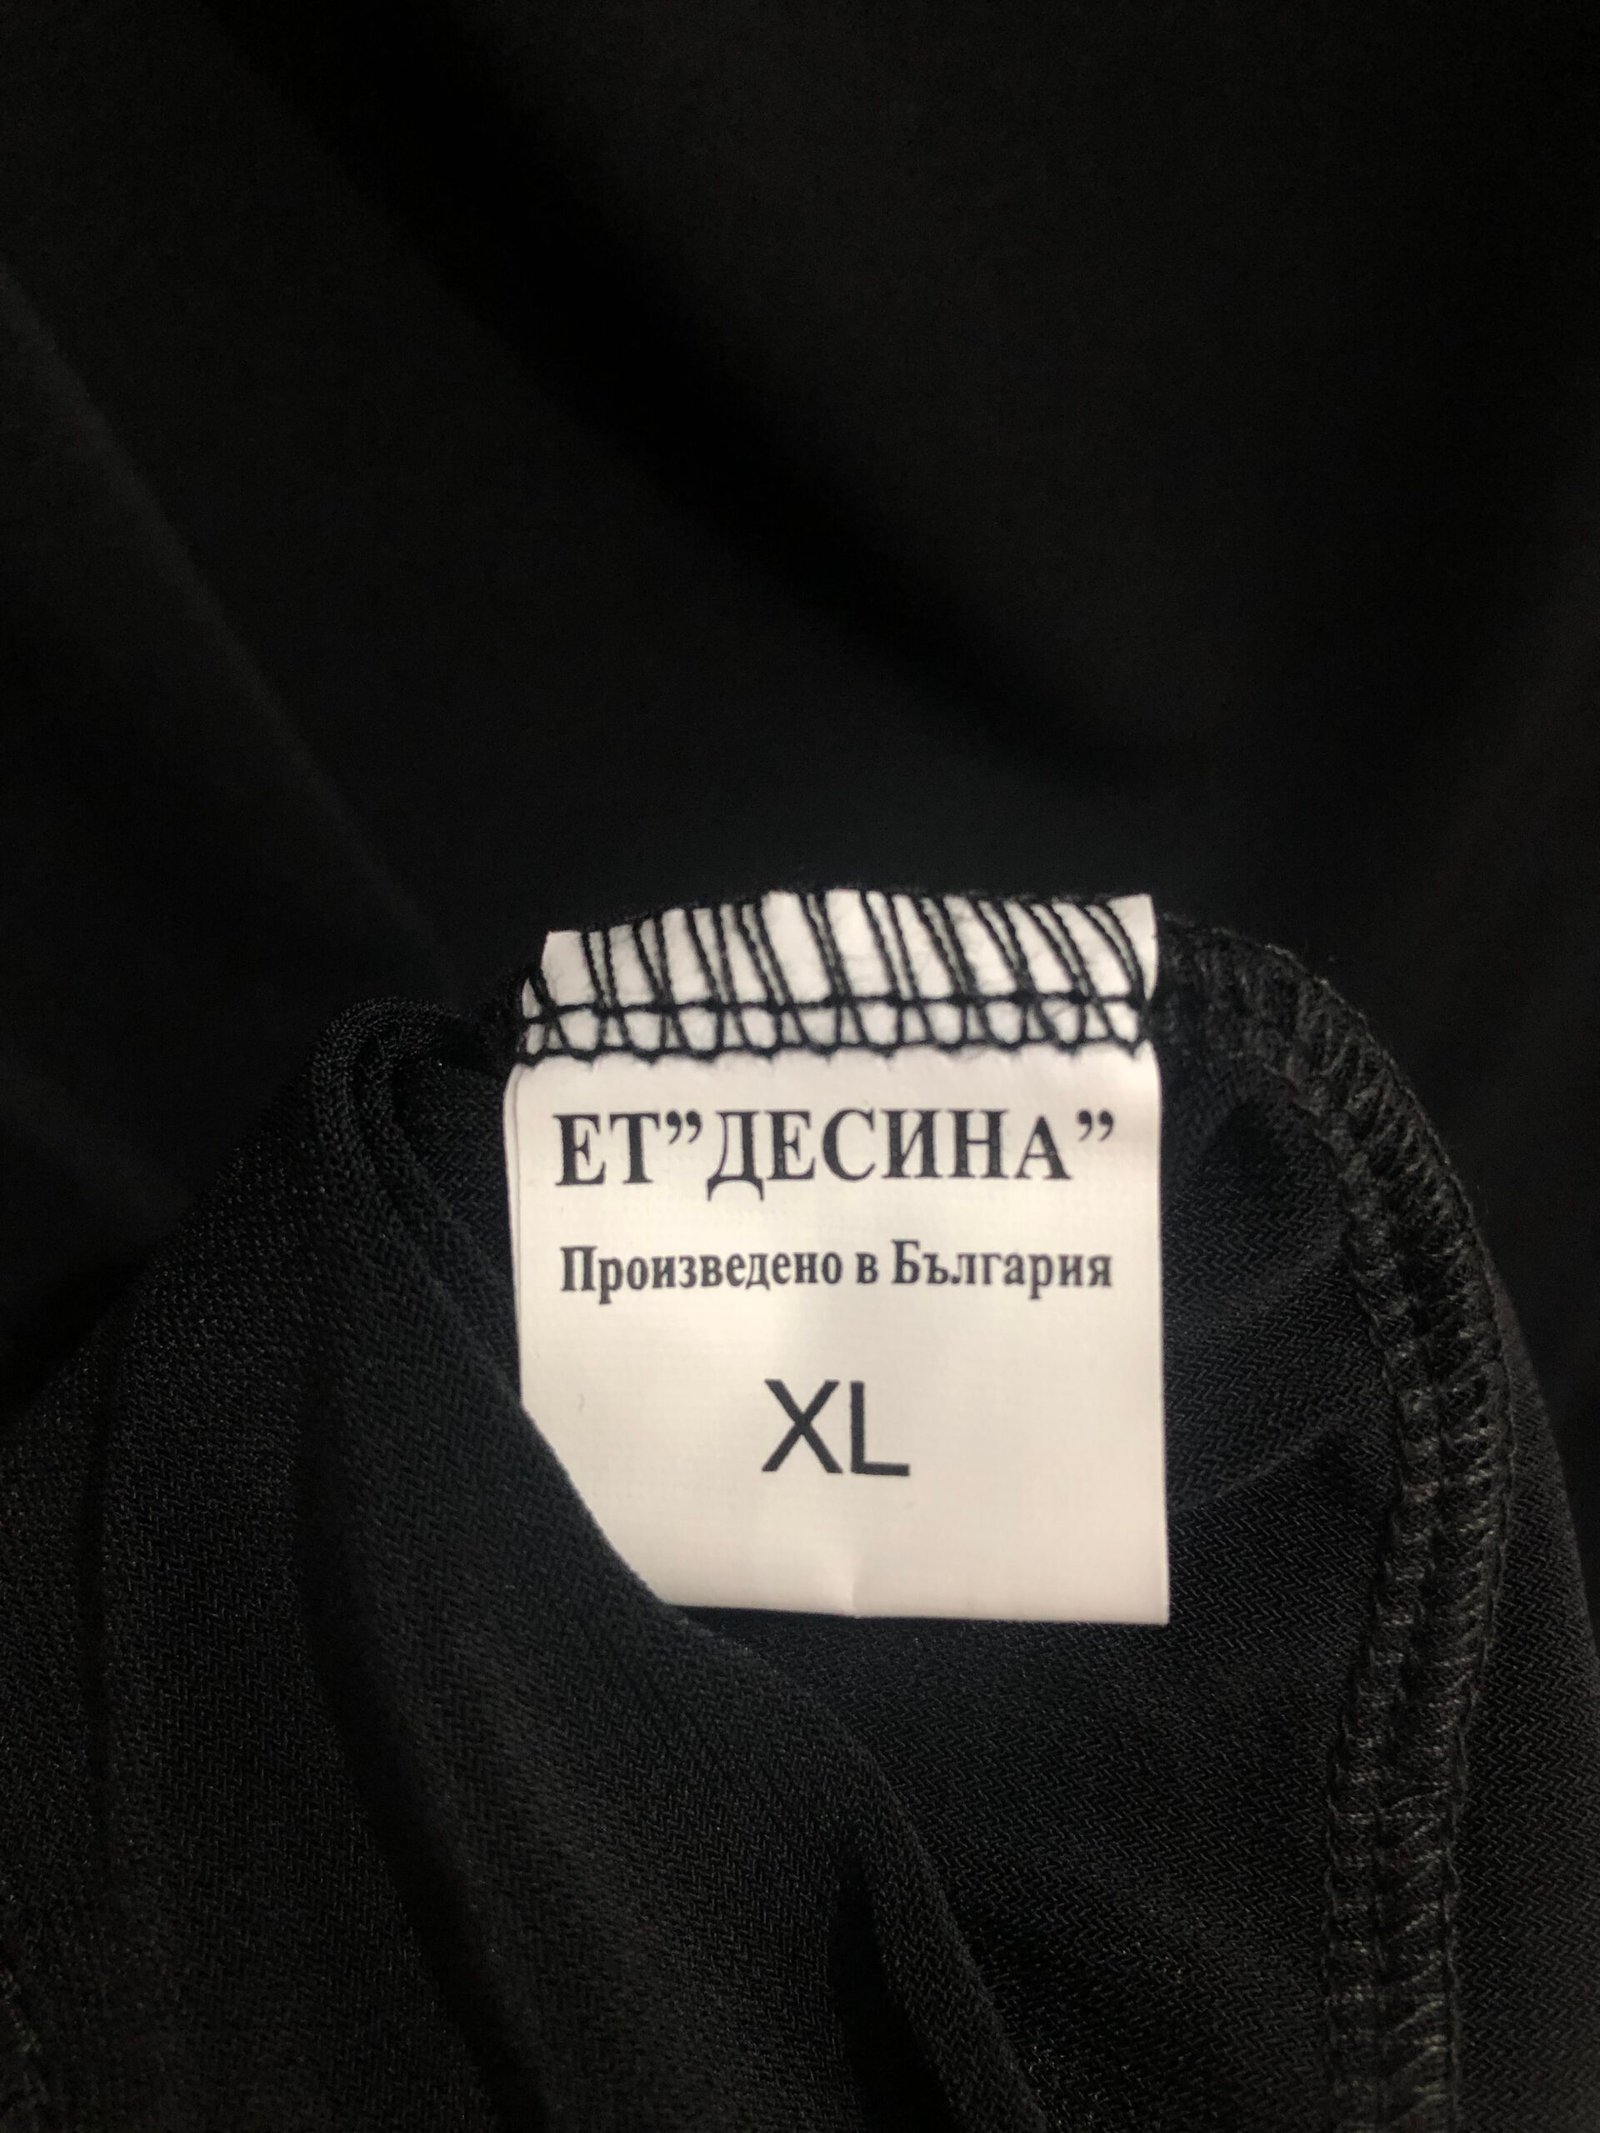 ЕТ”ДЕСИНА”
Произведено в България
XL